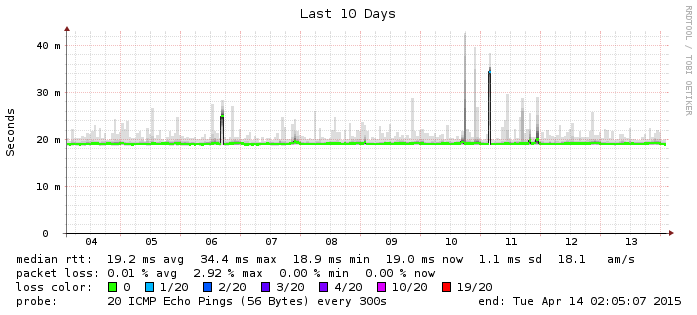 Last 10 Days
RRDTOOL / TOBI OETIKER
Seconds
40 m
30 m
20 m
10 m
0
04 05 06 07 08 09 10 11 12 13
median rtt: 19.2 ms avg 34.4 ms max 18.9 ms min 19.0 ms now 1.1 ms sd 18.1 am/s
packet loss: 0.01 % avg 2.92 % max 0.00 % min 0.00 % now
loss color: 0 1/20 2/20 3/20 4/20 10/20 19/20
probe: 20 ICMP Echo Pings (56 Bytes) every 300s end: Tue Apr 14 02:05:07 2015